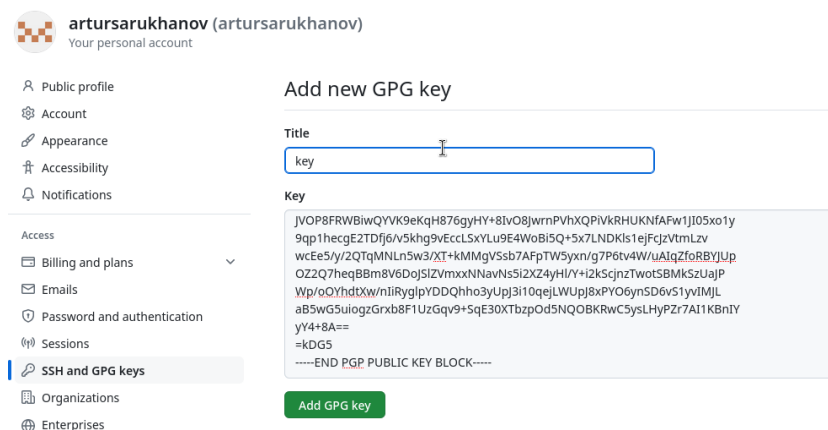 artursarukhanov (artursarukhanov)
Your personal account
Public profile
Account
Appearance
Accessibility
Notifications
Access
Billing and plans
Emails
Password and authentication
Sessions
SSH and GPG keys
Organizations
Enterprises
Add new GPG key
Title
key
Key
JVOP8FRWBiwQYVK9eKqH876gyHY+8IvO8JwrnPVhXQPiVkRHUKNfAFw1JI05xo1y
9qp1hecgE2TDfj6/v5khg9vEccLSxYLu9E4WoBi5Q+5x7LNDKls1ejFcJzVtmLzv
wcEe5/y/2QTqMNLn5w3/XT+kMMgVSsb7AFpTW5yxn/g7P6tv4W/uAIqZfoRBYJUp
OZ2Q7heqBBm8V6DoJSlZVmxxNNavNs5i2XZ4yHl/Y+i2kScjnzTwotSBMkSzUaJP
Wp/oOYhdtXw/nIiRyglpYDDQhho3yUpJ3i10qejLWUpJ8xPYO6ynSD6vS1yvIMJL
aB5wG5uiogzGrxb8F1UzGqv9+SqE30XTbzpOd5NQOBKRwC5ysLHyPZr7AI1KBnIY
yY4+8A==
=kDG5
-----END PGP PUBLIC KEY BLOCK-----
Add GPG key